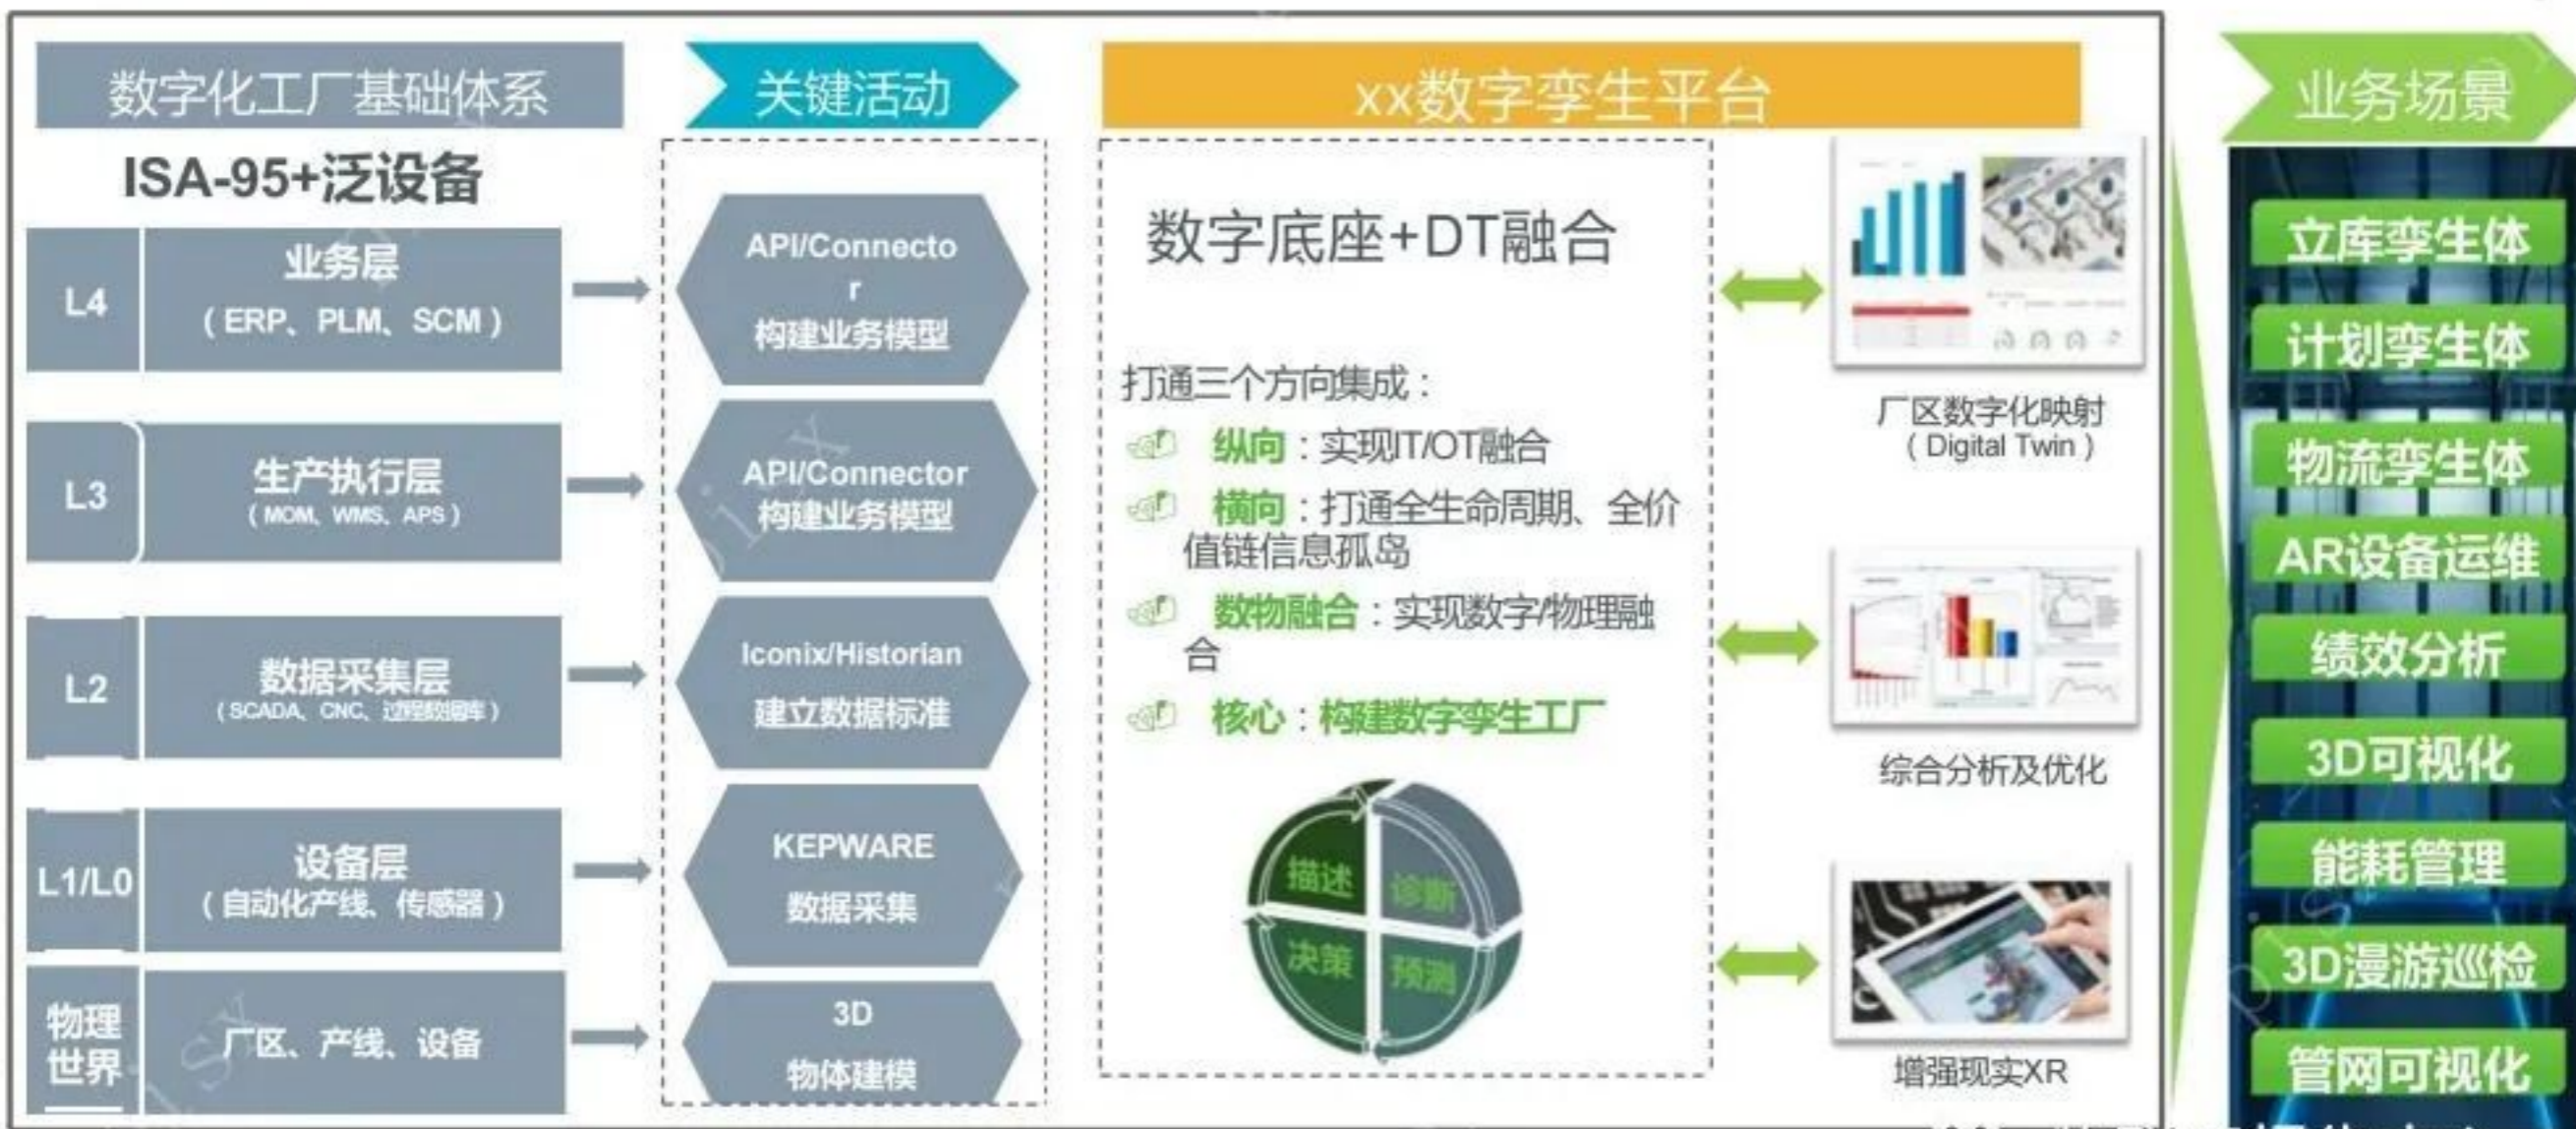 数字化工厂基础体系
关键活动
xx数字孪生平台
业务场景
ISA-95+泛设备
L4
业务层
（ERP、PLM、SCM）
L3
生产执行层
（MOM、WMS、APS）
L2
数据采集层
（SCADA、CNC、过程数据库）
L1/L0
设备层
（自动化产线、传感器）
物理
世界
厂区、产线、设备
API/Connecto
r
构建业务模型
API/Connector
构建业务模型
Iconix/Historian
建立数据标准
KEPWARE
数据采集
3D
物体建模
数字底座+DT融合
打通三个方向集成：
纵向：实现IT/OT融合
横向：打通全生命周期、全价
值链信息孤岛
数物融合：实现数字/物理融
合
核心：构建数字孪生工厂
描述
诊断
决策
预测
厂区数字化映射
（Digital Twin）
综合分析及优化
增强现实XR
立库孪生体
计划孪生体
物流孪生体
AR设备运维
绩效分析
3D可视化
能耗管理
3D漫游巡检
管网可视化